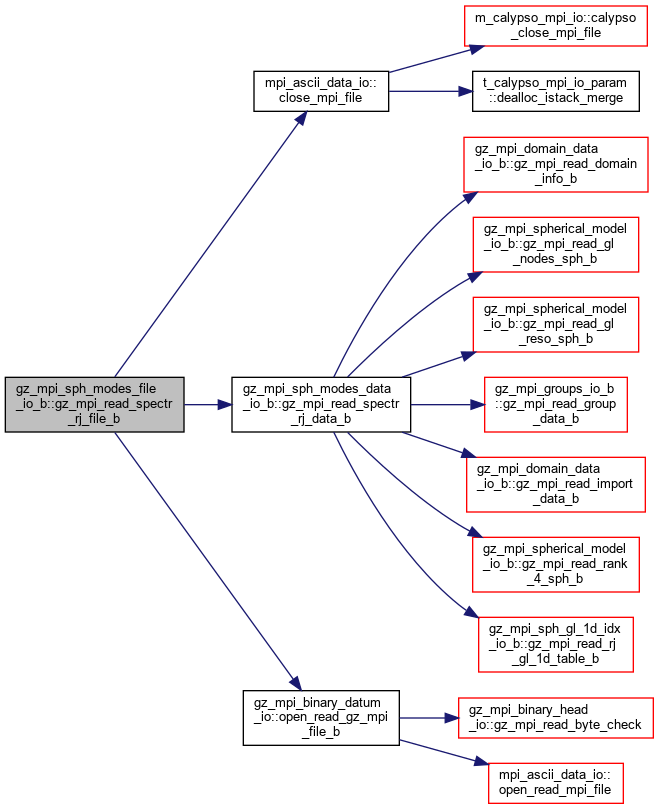 m_calypso_mpi_io::calypso
_close_mpi_file
mpi_ascii_data_io::
close_mpi_file
t_calypso_mpi_io_param
::dealloc_istack_merge
gz_mpi_domain_data
_io_b::gz_mpi_read_domain
_info_b
gz_mpi_spherical_model
_io_b::gz_mpi_read_gl
_nodes_sph_b
gz_mpi_spherical_model
_io_b::gz_mpi_read_gl
_reso_sph_b
gz_mpi_sph_modes_file
_io_b::gz_mpi_read_spectr
_rj_file_b
gz_mpi_sph_modes_data
_io_b::gz_mpi_read_spectr
_rj_data_b
gz_mpi_groups_io_b
::gz_mpi_read_group
_data_b
gz_mpi_domain_data
_io_b::gz_mpi_read_import
_data_b
gz_mpi_spherical_model
_io_b::gz_mpi_read_rank
_4_sph_b
gz_mpi_sph_gl_1d_idx
_io_b::gz_mpi_read_rj
_gl_1d_table_b
gz_mpi_binary_datum
_io::open_read_gz_mpi
_file_b
gz_mpi_binary_head
_io::gz_mpi_read_byte_check
mpi_ascii_data_io::
open_read_mpi_file